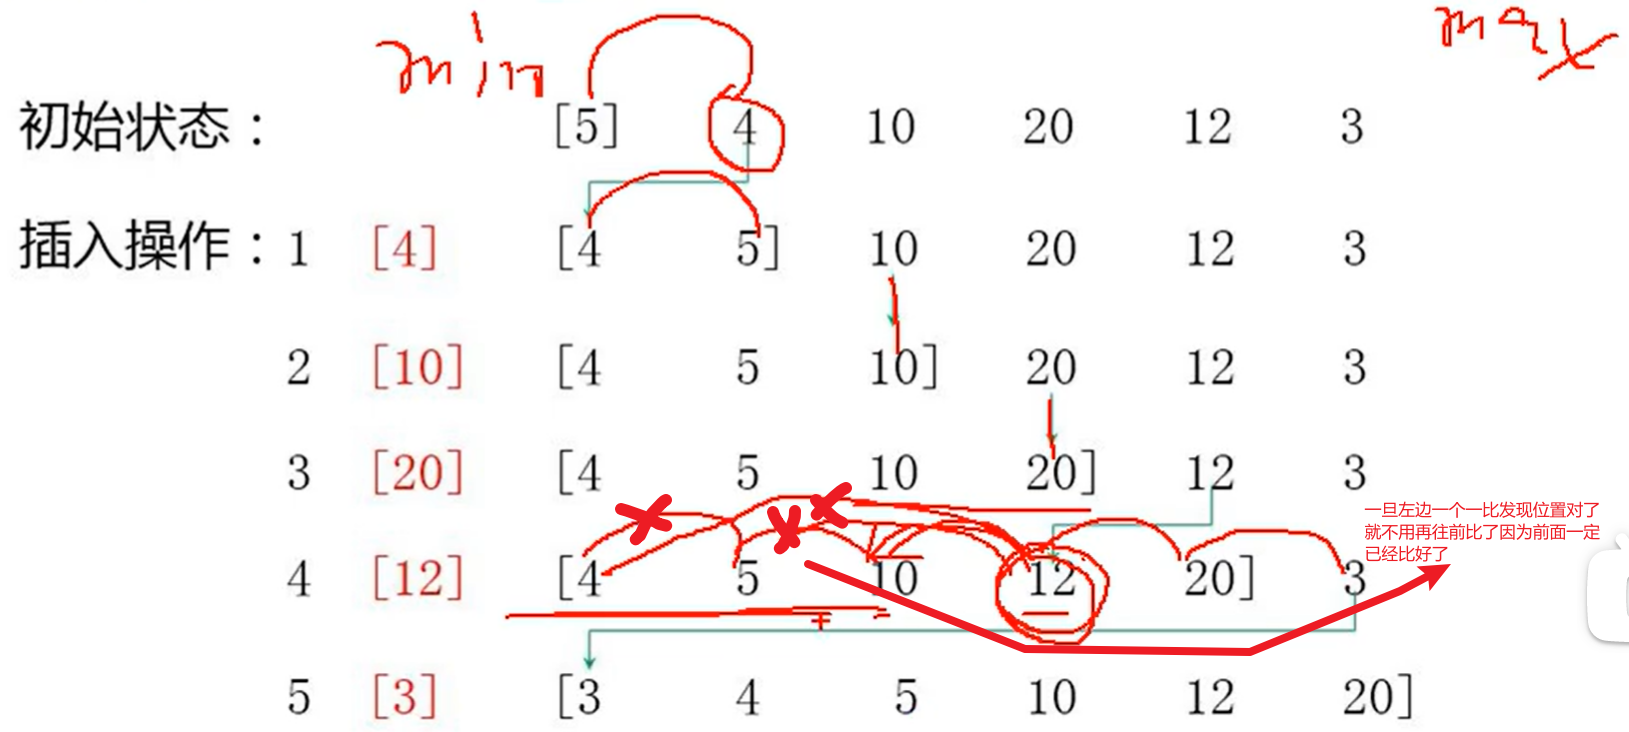 min
max
初始状态： [5] 4 10 20 12 3
插入操作：1 [4] [4 5] 10 20 12 3
2 [10] [4 5 10] 20 12 3
3 [20] [4 5 10 20] 12 3
一旦左边一个一比发现位置对了
就不用再往前比了因为前面一定
已经比好了
4 [12] [4 5 10 12 20] 3
5 [3] [3 4 5 10 12 20]